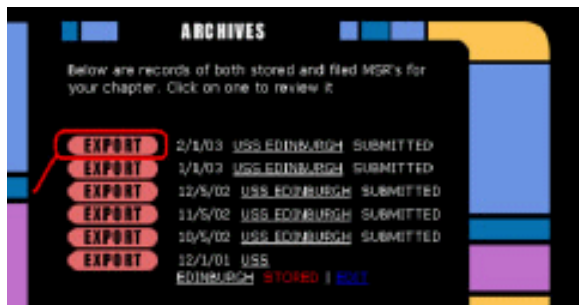 ARCHIVES
Below are records of both stored and filed MSR's for
your chapter. Click on one to review it
EXPORT 2/1/03 USS EDINBURGH SUBMITTED
EXPORT 1/1/03 USS EDINBURGH SUBMITTED
EXPORT 12/5/02 USS EDINBURGH SUBMITTED
EXPORT 11/5/02 USS EDINBURGH SUBMITTED
EXPORT 10/5/02 USS EDINBURGH SUBMITTED
EXPORT 12/1/01 USS
EDINBURGH STORED | EDIT